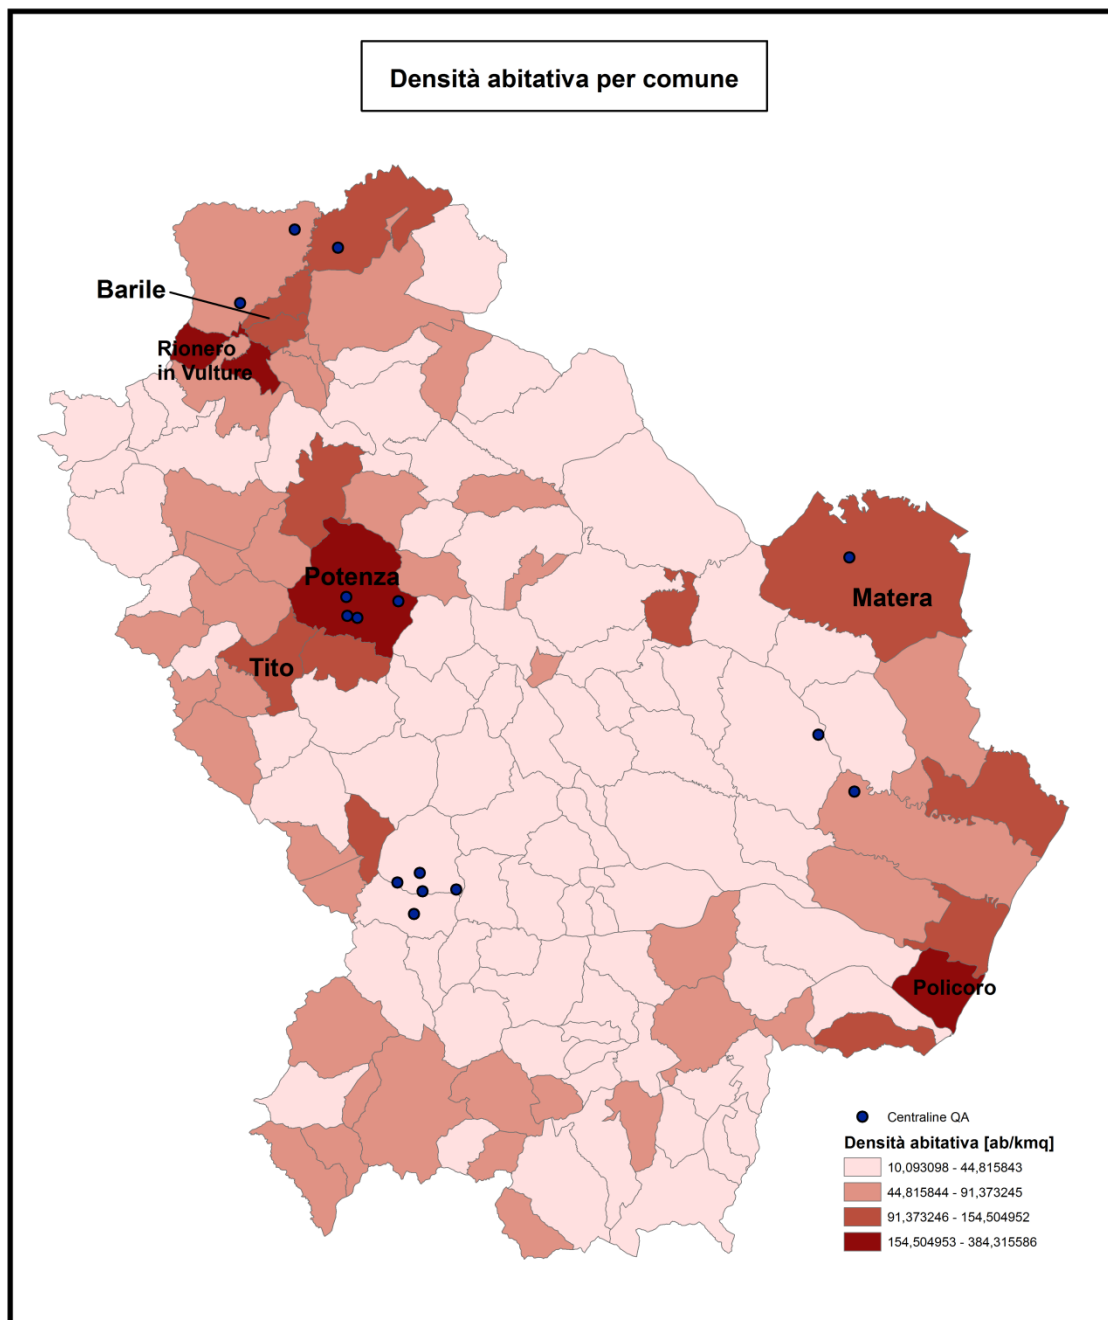 Densità abitativa per comune
Barile
Rionero
in Vulture
Potenza
Matera
Tito
Policoro
Centraline QA
Densità abitativa [ab/kmq]
10,093098 - 44,815843
44,815844 - 91,373245
91,373246 - 154,504952
154,504953 - 384,315586